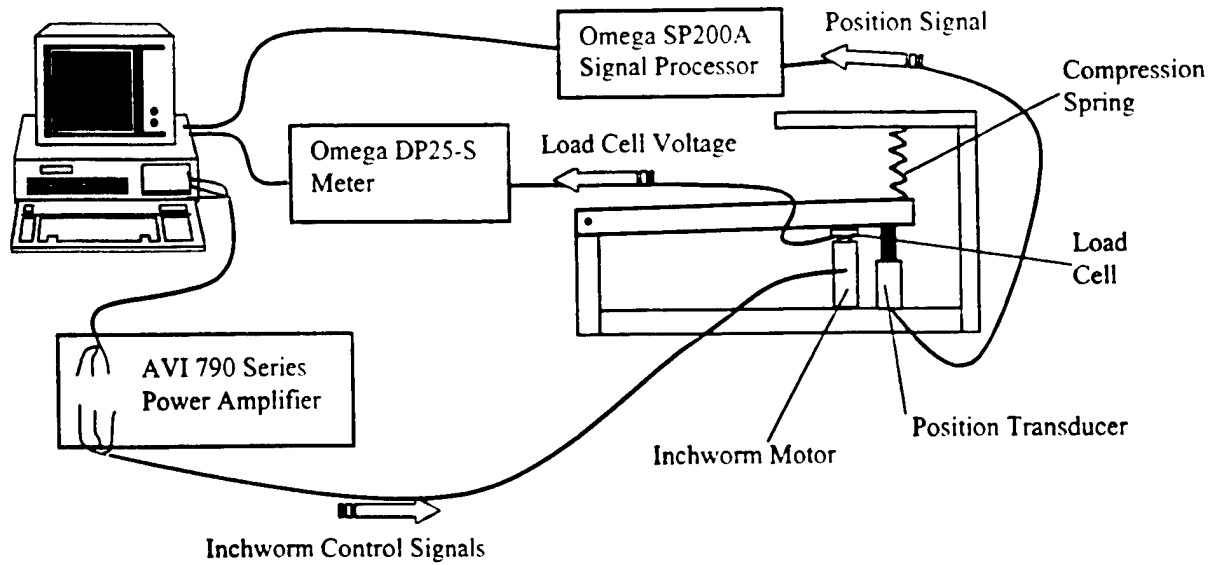 Omega SP200A
Signal Processor
Position Signal
Compression
Spring
Omega DP25-S
Meter
Load Cell Voltage
Load
Cell
AVI 790 Series
Power Amplifier
Position Transducer
Inchworm Motor
Inchworm Control Signals